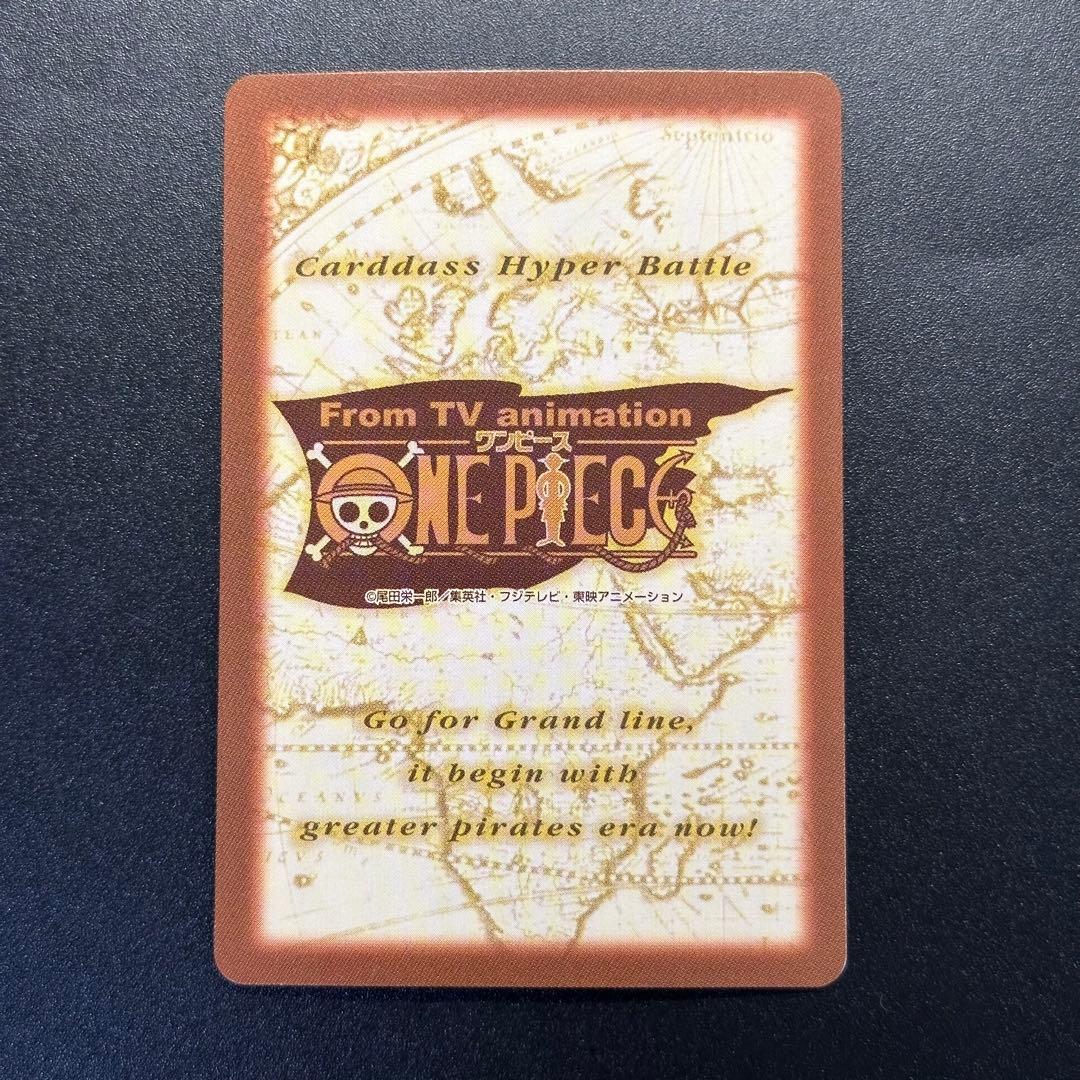 Septentrio
Carddass Hyper Battle
From TV animation
ワンピース
ONE PIECE
©尾田栄一郎／集英社・フジテレビ・東映アニメーション
Go for Grand line,
it begin with
OCEANVS
greater pirates era now!